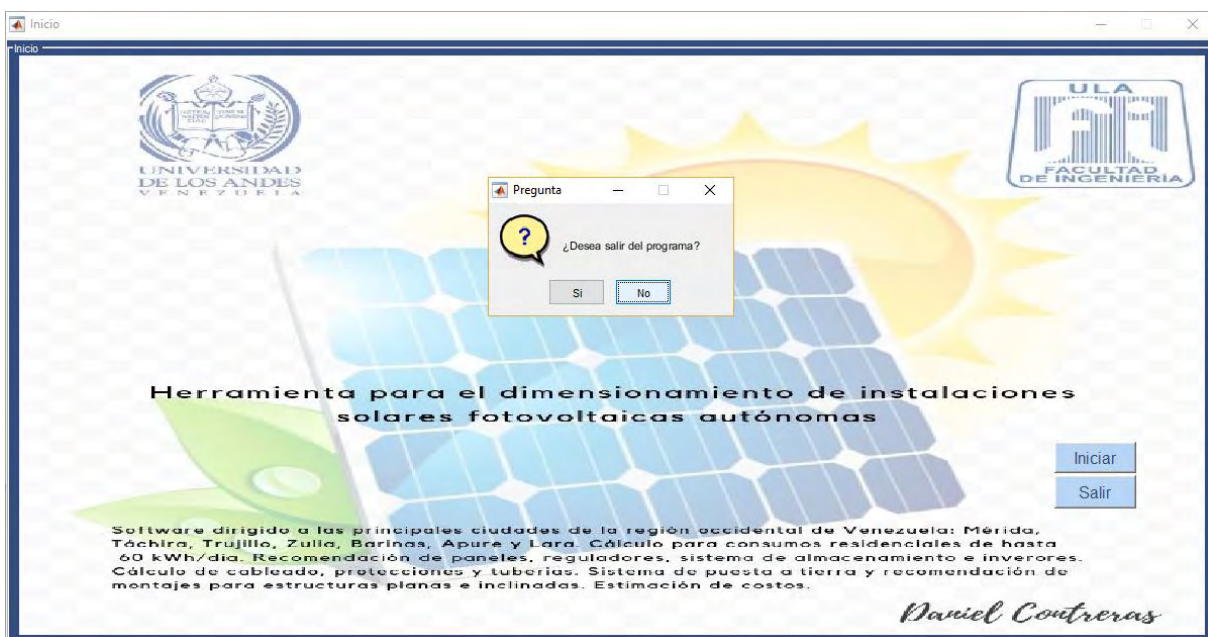 Inicio
Inicio
UNIVERSIDAD
DE LOS ANDES
VENEZUELA
ULA
FACULTAD
DE INGENIERIA
Pregunta
?
¿Desea salir del programa?
Si
No
Herramienta para el dimensionamiento de instalaciones
solares fotovoltaicas autónomas
Iniciar
Salir
Software dirigido a las principales ciudades de la región occidental de Venezuela: Mérida,
Táchira, Trujillo, Zulia, Barinas, Apure y Lara. Cálculo para consumos residenciales de hasta
60 kWh/día. Recomendación de paneles, reguladores, sistema de almacenamiento e inverores.
Cálculo de cableado, protecciones y tuberías. Sistema de puesta a tierra y recomendación de
montajes para estructuras planas e inclinadas. Estimación de costos.
Daniel Contreras